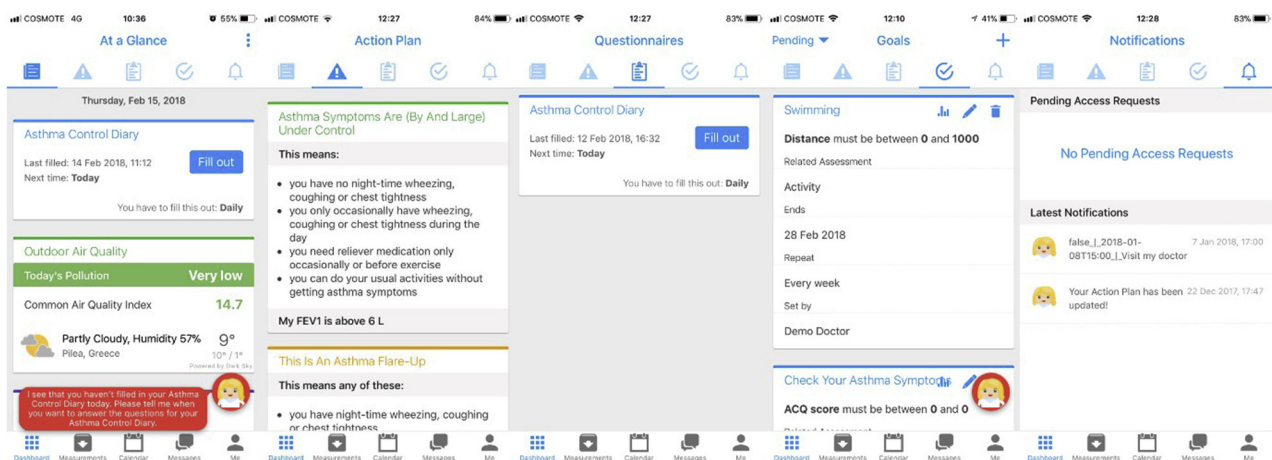 COSMOTE 4G 10:36 55%
At a Glance
Thursday, Feb 15, 2018
Asthma Control Diary
Last filled: 14 Feb 2018, 11:12
Next time: Today
Fill out
You have to fill this out: Daily
Outdoor Air Quality
Today's Pollution Very low
Common Air Quality Index 14.7
Partly Cloudy, Humidity 57% 9°
Pilea, Greece 10° / 1°
Powered by Dark Sky
I see that you haven't filled in your Asthma
Control Diary today. Please tell me when
you want to answer the questions for your
Asthma Control Diary.
Dashboard Measurements Calendar Messages Me
COSMOTE 12:27 84%
Action Plan
Asthma Symptoms Are (By And Large)
Under Control
This means:
• you have no night-time wheezing,
coughing or chest tightness
• you only occasionally have wheezing,
coughing or chest tightness during the
day
• you need reliever medication only
occasionally or before exercise
• you can do your usual activities without
getting asthma symptoms
My FEV1 is above 6 L
This Is An Asthma Flare-Up
This means any of these:
• you have night-time wheezing, coughing
or chest tightness
Dashboard Measurements Calendar Messages Me
COSMOTE 12:27 83%
Questionnaires
Asthma Control Diary
Last filled: 12 Feb 2018, 16:32
Next time: Today
Fill out
You have to fill this out: Daily
Dashboard Measurements Calendar Messages Me
COSMOTE 12:10 41%
Pending Goals
Swimming
Distance must be between 0 and 1000
Related Assessment
Activity
Ends
28 Feb 2018
Repeat
Every week
Set by
Demo Doctor
Check Your Asthma Symptoms
ACQ score must be between 0 and 0
Related Assessment
Dashboard Measurements Calendar Messages Me
COSMOTE 12:28 83%
Notifications
Pending Access Requests
No Pending Access Requests
Latest Notifications
false_|_2018-01-
08T15:00_|_Visit my doctor
7 Jan 2018, 17:00
Your Action Plan has been
updated!
22 Dec 2017, 17:47
Dashboard Measurements Calendar Messages Me